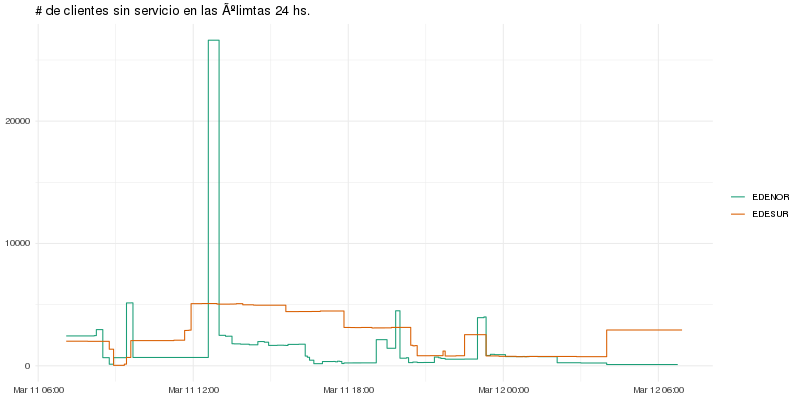 # de clientes sin servicio en las Ãºlimtas 24 hs.
20000
10000
0
Mar 11 06:00
Mar 11 12:00
Mar 11 18:00
Mar 12 00:00
Mar 12 06:00
EDENOR
EDESUR